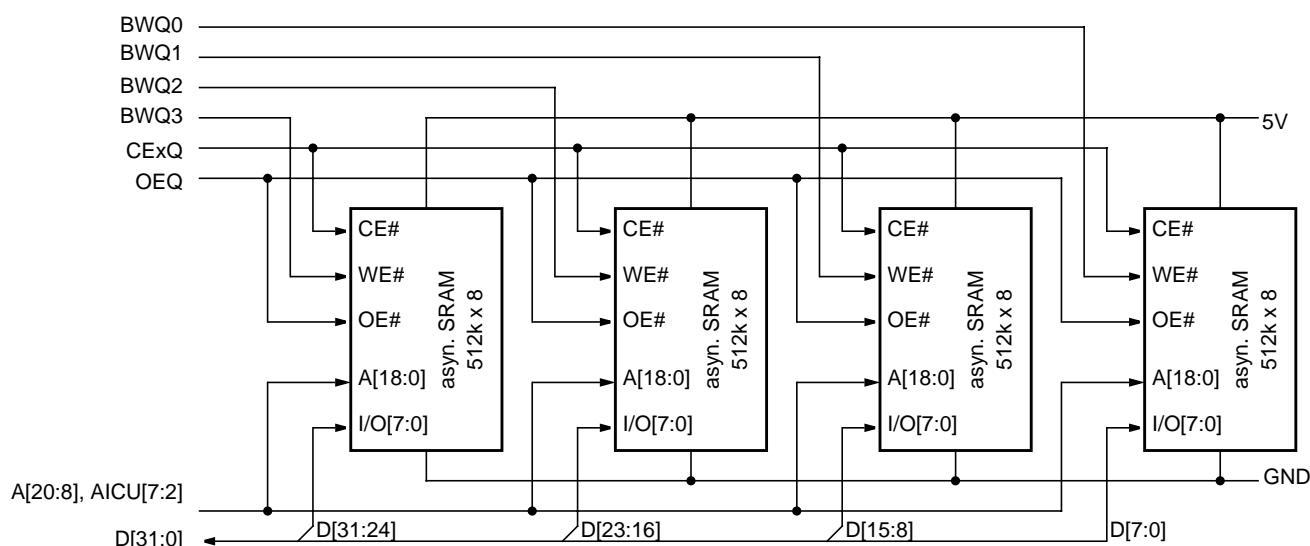 BWQ0
BWQ1
BWQ2
BWQ3
5V
CExQ
OEQ
CE#
WE#
OE#
A[18:0]
I/O[7:0]
asyn. SRAM
512k x 8
CE#
WE#
OE#
A[18:0]
I/O[7:0]
asyn. SRAM
512k x 8
CE#
WE#
OE#
A[18:0]
I/O[7:0]
asyn. SRAM
512k x 8
CE#
WE#
OE#
A[18:0]
I/O[7:0]
asyn. SRAM
512k x 8
GND
A[20:8], AICU[7:2]
D[31:24]
D[23:16]
D[15:8]
D[7:0]
D[31:0]